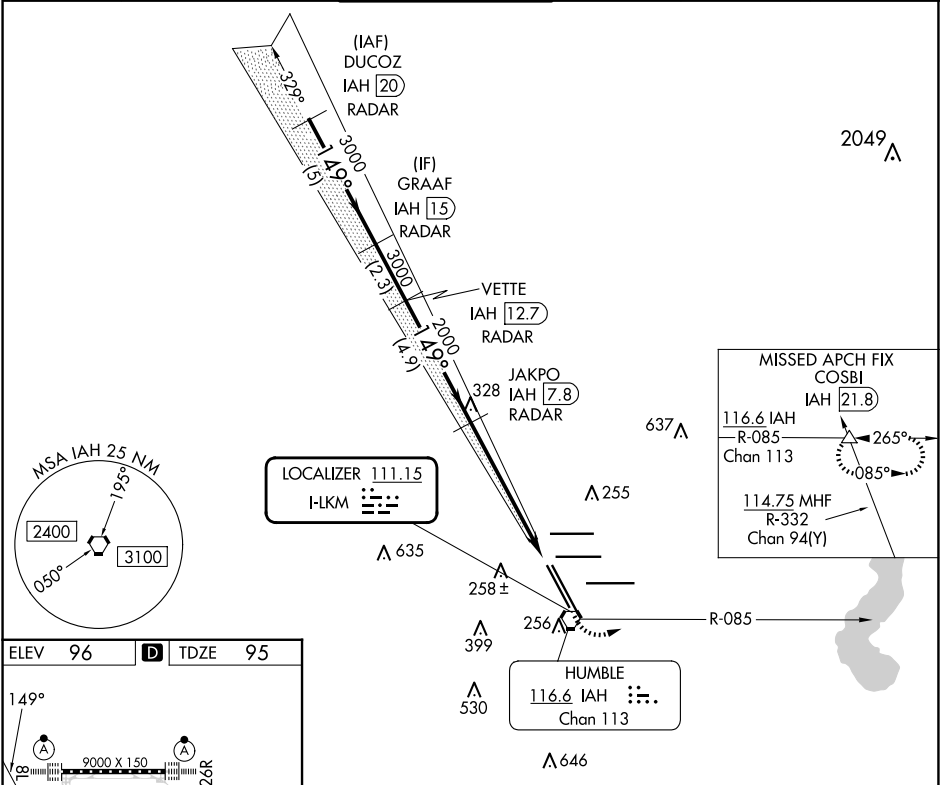 (IAF)
DUCOZ
IAH 20
RADAR
329°
3000
149°
(5)
(IF)
GRAAF
IAH 15
RADAR
2049
3000
(2.3)
VETTE
IAH 12.7
RADAR
2000
149°
(4.9)
JAKPO
IAH 7.8
RADAR
328
637
MISSED APCH FIX
COSBI
IAH 21.8
116.6 IAH
R-085
Chan 113
265°
085°
114.75 MHF
R-332
Chan 94(Y)
MSA IAH 25 NM
195°
2400
3100
050°
LOCALIZER 111.15
I-LKM
255
635
258 ±
256
399
R-085
HUMBLE
116.6 IAH
Chan 113
530
646
ELEV 96 D TDZE 95
149°
A
A
9000 X 150
8L
26R